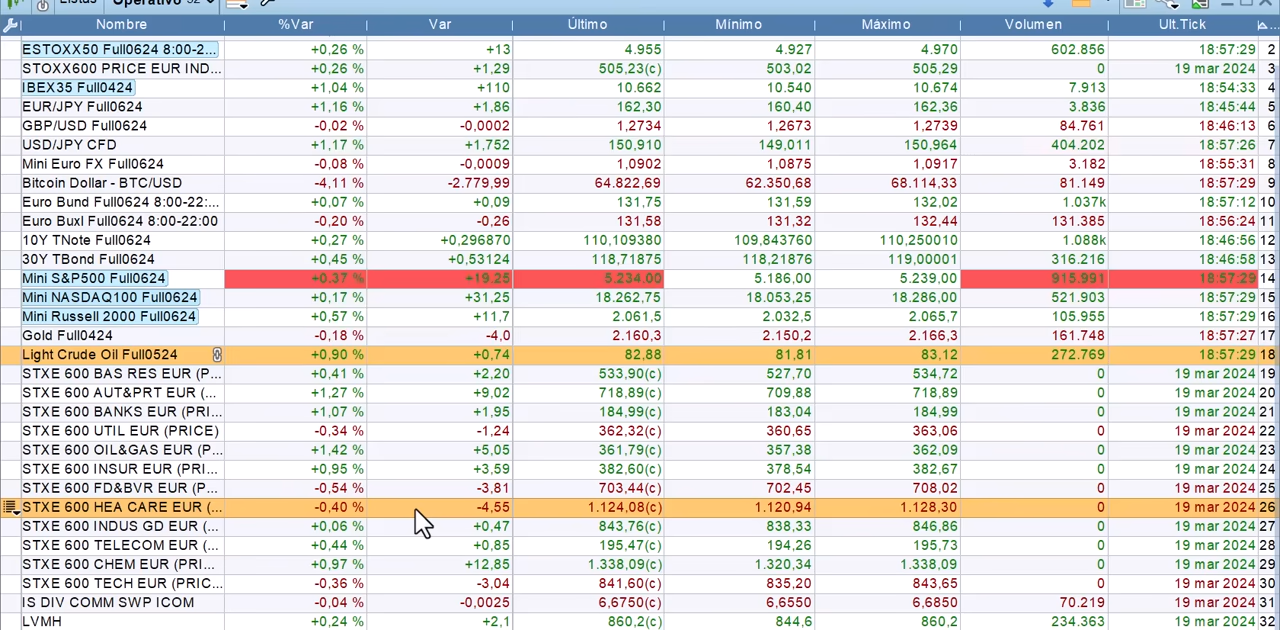 Listas Operativo 32
Nombre %Var Var Último Mínimo Máximo Volumen Ult.Tick
ESTOXX50 Full0624 8:00-2... +0,26 % +13 4.955 4.927 4.970 602.856 18:57:29 2
STOXX600 PRICE EUR IND... +0,26 % +1,29 505,23(c) 503,02 505,29 0 19 mar 2024 3
IBEX35 Full0424 +1,04 % +110 10.662 10.540 10.674 7.913 18:54:33 4
EUR/JPY Full0624 +1,16 % +1,86 162,30 160,40 162,36 3.836 18:45:44 5
GBP/USD Full0624 -0,02 % -0,0002 1,2734 1,2673 1,2739 84.761 18:46:13 6
USD/JPY CFD +1,17 % +1,752 150,910 149,011 150,964 404.202 18:57:26 7
Mini Euro FX Full0624 -0,08 % -0,0009 1,0902 1,0875 1,0917 3.182 18:55:31 8
Bitcoin Dollar - BTC/USD -4,11 % -2.779,99 64.822,69 62.350,68 68.114,33 81.149 18:57:29 9
Euro Bund Full0624 8:00-22:... +0,07 % +0,09 131,75 131,59 132,02 1.037k 18:57:12 10
Euro Buxl Full0624 8:00-22:00 -0,20 % -0,26 131,58 131,32 132,44 131.385 18:56:24 11
10Y TNote Full0624 +0,27 % +0,296870 110,109380 109,843760 110,250010 1.088k 18:46:56 12
30Y TBond Full0624 +0,45 % +0,53124 118,71875 118,21876 119,00001 316.216 18:46:58 13
Mini S&P500 Full0624 +0,37 % +19,25 5.234,00 5.186,00 5.239,00 915.991 18:57:29 14
Mini NASDAQ100 Full0624 +0,17 % +31,25 18.262,75 18.053,25 18.286,00 521.903 18:57:29 15
Mini Russell 2000 Full0624 +0,57 % +11,7 2.061,5 2.032,5 2.065,7 105.955 18:57:29 16
Gold Full0424 -0,18 % -4,0 2.160,3 2.150,2 2.166,3 161.748 18:57:27 17
Light Crude Oil Full0524 +0,90 % +0,74 82,88 81,81 83,12 272.769 18:57:29 18
STXE 600 BAS RES EUR (P... +0,41 % +2,20 533,90(c) 527,70 534,72 0 19 mar 2024 19
STXE 600 AUT&PRT EUR (... +1,27 % +9,02 718,89(c) 709,88 718,89 0 19 mar 2024 20
STXE 600 BANKS EUR (PRI... +1,07 % +1,95 184,99(c) 183,04 184,99 0 19 mar 2024 21
STXE 600 UTIL EUR (PRICE) -0,34 % -1,24 362,32(c) 360,65 363,06 0 19 mar 2024 22
STXE 600 OIL&GAS EUR (P... +1,42 % +5,05 361,79(c) 357,38 362,09 0 19 mar 2024 23
STXE 600 INSUR EUR (PRI... +0,95 % +3,59 382,60(c) 378,54 382,67 0 19 mar 2024 24
STXE 600 FD&BVR EUR (P... -0,54 % -3,81 703,44(c) 702,45 708,02 0 19 mar 2024 25
STXE 600 HEA CARE EUR (... -0,40 % -4,55 1.124,08(c) 1.120,94 1.128,30 0 19 mar 2024 26
STXE 600 INDUS GD EUR (... +0,06 % +0,47 843,76(c) 838,33 846,86 0 19 mar 2024 27
STXE 600 TELECOM EUR (... +0,44 % +0,85 195,47(c) 194,26 195,73 0 19 mar 2024 28
STXE 600 CHEM EUR (PRI... +0,97 % +12,85 1.338,09(c) 1.320,34 1.338,09 0 19 mar 2024 29
STXE 600 TECH EUR (PRIC... -0,36 % -3,04 841,60(c) 835,20 843,65 0 19 mar 2024 30
IS DIV COMM SWP ICOM -0,04 % -0,0025 6,6750(c) 6,6550 6,6850 70.219 19 mar 2024 31
LVMH +0,24 % +2,1 860,2(c) 844,6 860,2 234.363 19 mar 2024 32